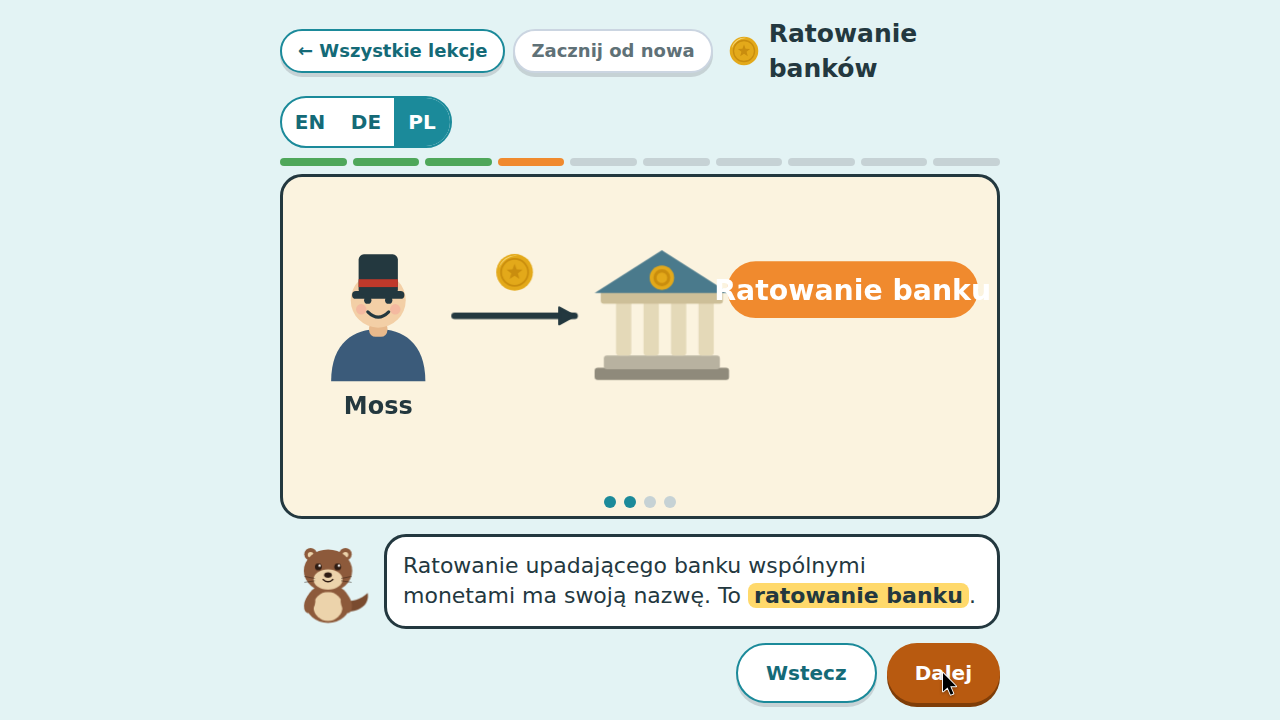 ← Wszystkie lekcje
Zacznij od nowa
Ratowanie
banków
EN DE PL
Ratowanie banku
Moss
Ratowanie upadającego banku wspólnymi
monetami ma swoją nazwę. To ratowanie banku.
Wstecz
Dalej